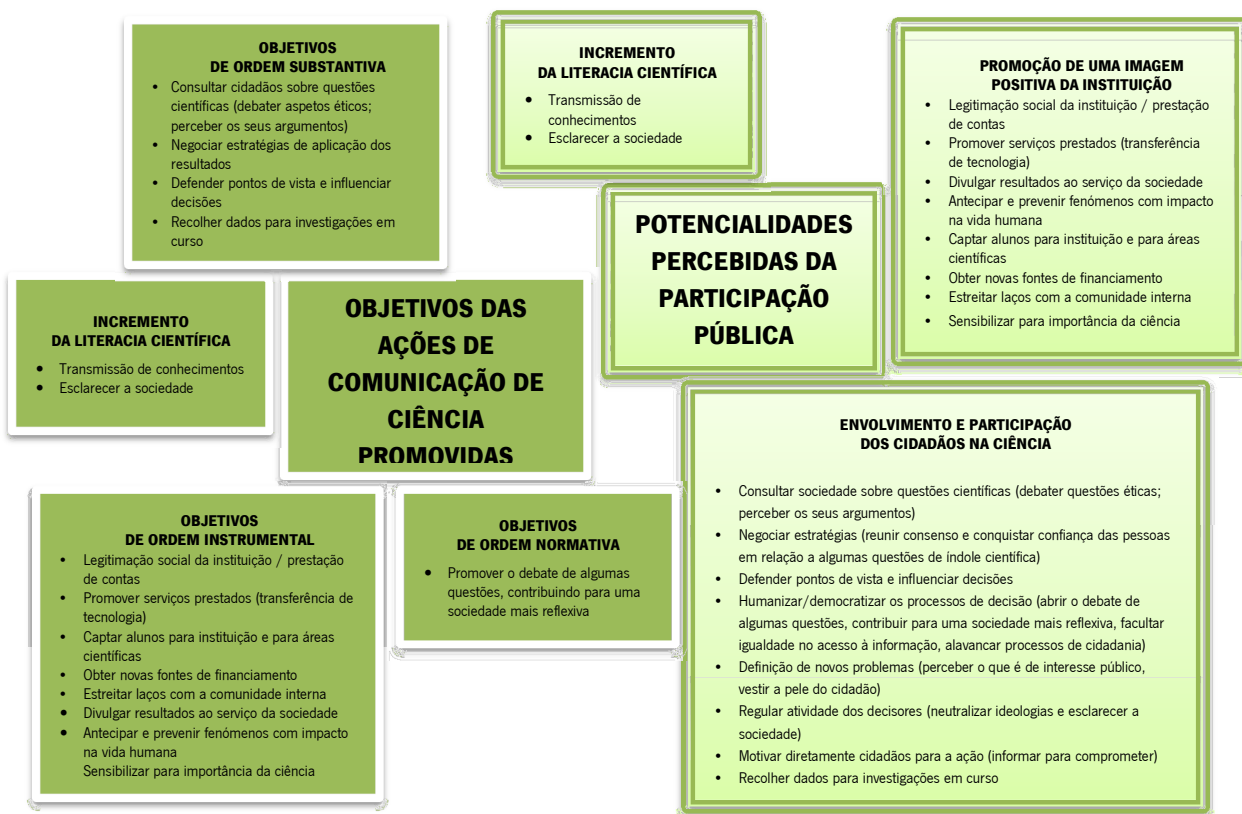 OBJETIVOS
DE ORDEM SUBSTANTIVA
• Consultar cidadãos sobre questões
científicas (debater aspetos éticos;
perceber os seus argumentos)
• Negociar estratégias de aplicação dos
resultados
• Defender pontos de vista e influenciar
decisões
• Recolher dados para investigações em
curso
INCREMENTO
DA LITERACIA CIENTÍFICA
• Transmissão de
conhecimentos
• Esclarecer a sociedade
PROMOÇÃO DE UMA IMAGEM
POSITIVA DA INSTITUIÇÃO
• Legitimação social da instituição / prestação
de contas
• Promover serviços prestados (transferência
de tecnologia)
• Divulgar resultados ao serviço da sociedade
• Antecipar e prevenir fenómenos com impacto
na vida humana
• Captar alunos para instituição e para áreas
científicas
• Obter novas fontes de financiamento
• Estreitar laços com a comunidade interna
• Sensibilizar para importância da ciência
POTENCIALIDADES
PERCEBIDAS DA
PARTICIPAÇÃO
PÚBLICA
INCREMENTO
DA LITERACIA CIENTÍFICA
• Transmissão de conhecimentos
• Esclarecer a sociedade
OBJETIVOS DAS
AÇÕES DE
COMUNICAÇÃO DE
CIÊNCIA
PROMOVIDAS
ENVOLVIMENTO E PARTICIPAÇÃO
DOS CIDADÃOS NA CIÊNCIA
• Consultar sociedade sobre questões científicas (debater questões éticas;
perceber os seus argumentos)
• Negociar estratégias (reunir consenso e conquistar confiança das pessoas
em relação a algumas questões de índole científica)
• Defender pontos de vista e influenciar decisões
• Humanizar/democratizar os processos de decisão (abrir o debate de
algumas questões, contribuir para uma sociedade mais reflexiva, facultar
igualdade no acesso à informação, alavancar processos de cidadania)
• Definição de novos problemas (perceber o que é de interesse público,
vestir a pele do cidadão)
• Regular atividade dos decisores (neutralizar ideologias e esclarecer a
sociedade)
• Motivar diretamente cidadãos para a ação (informar para comprometer)
• Recolher dados para investigações em curso
OBJETIVOS
DE ORDEM INSTRUMENTAL
• Legitimação social da instituição / prestação
de contas
• Promover serviços prestados (transferência de
tecnologia)
• Captar alunos para instituição e para áreas
científicas
• Obter novas fontes de financiamento
• Estreitar laços com a comunidade interna
• Divulgar resultados ao serviço da sociedade
• Antecipar e prevenir fenómenos com impacto
na vida humana
Sensibilizar para importância da ciência
OBJETIVOS
DE ORDEM NORMATIVA
• Promover o debate de algumas
questões, contribuindo para uma
sociedade mais reflexiva